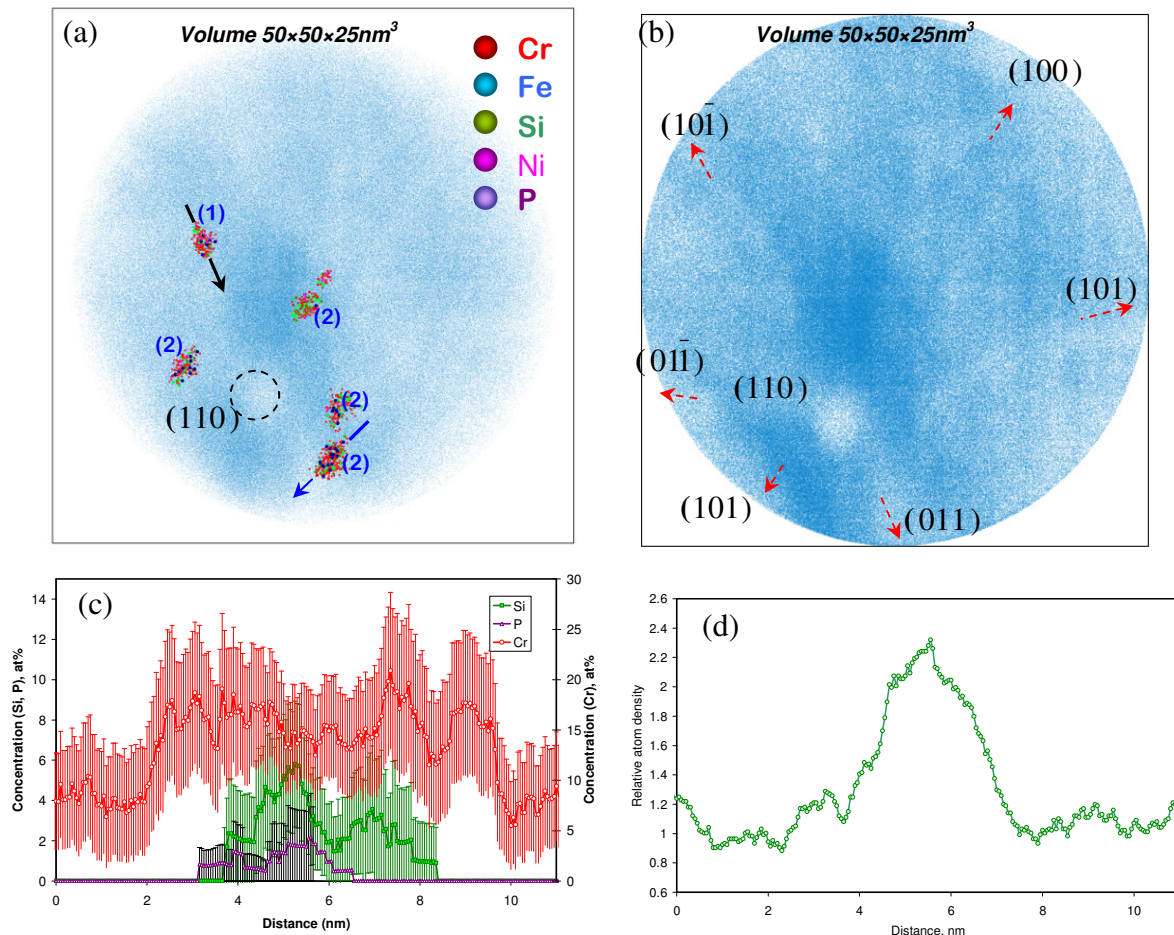 (a)
Volume 50×50×25nm³
Cr
Fe
Si
Ni
P
(1)
(2)
(2)
(110)
(2)
(2)
(b)
Volume 50×50×25nm³
(100)
(101̄)
(101)
(011̄)
(110)
(101)
(011)
(c)
Concentration (Si, P), at%
14
12
10
8
6
4
2
0
30
25
20
15
10
5
0
Concentration (Cr), at%
Si
P
Cr
0 2 4 6 8 10
Distance (nm)
(d)
Relative atom density
2.6
2.4
2.2
2
1.8
1.6
1.4
1.2
1
0.8
0.6
0 2 4 6 8 10
Distance, nm